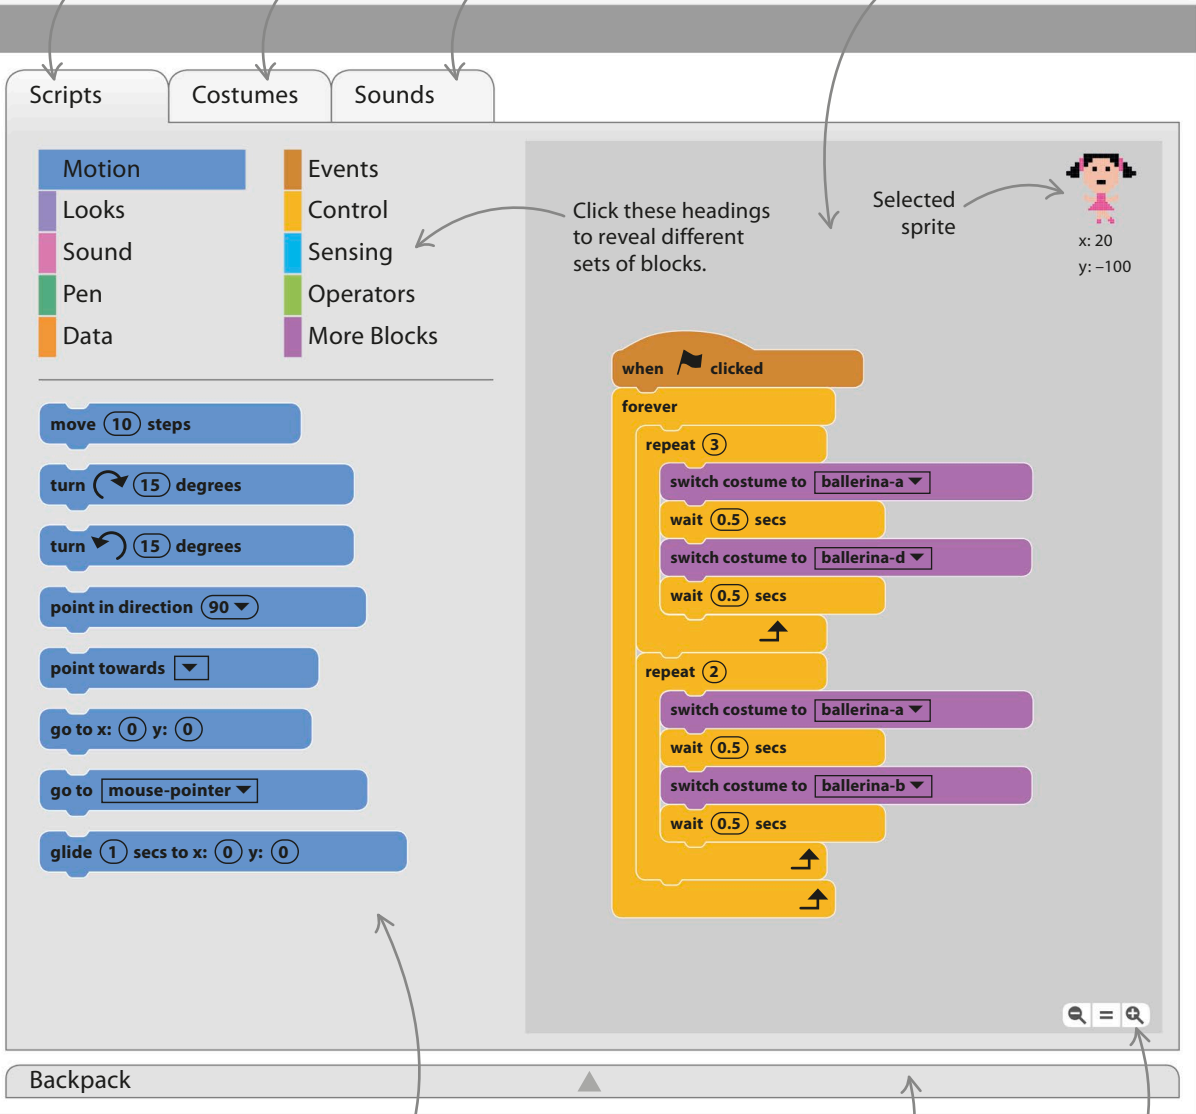 Scripts
Costumes
Sounds
Motion
Looks
Sound
Pen
Data
Events
Control
Sensing
Operators
More Blocks
Click these headings
to reveal different
sets of blocks.
Selected
sprite
x: 20
y: –100
move 10 steps
turn 15 degrees
turn 15 degrees
point in direction 90
point towards
go to x: 0 y: 0
go to mouse-pointer
glide 1 secs to x: 0 y: 0
when clicked
forever
repeat 3
switch costume to ballerina-a
wait 0.5 secs
switch costume to ballerina-d
wait 0.5 secs
repeat 2
switch costume to ballerina-a
wait 0.5 secs
switch costume to ballerina-b
wait 0.5 secs
=
Backpack